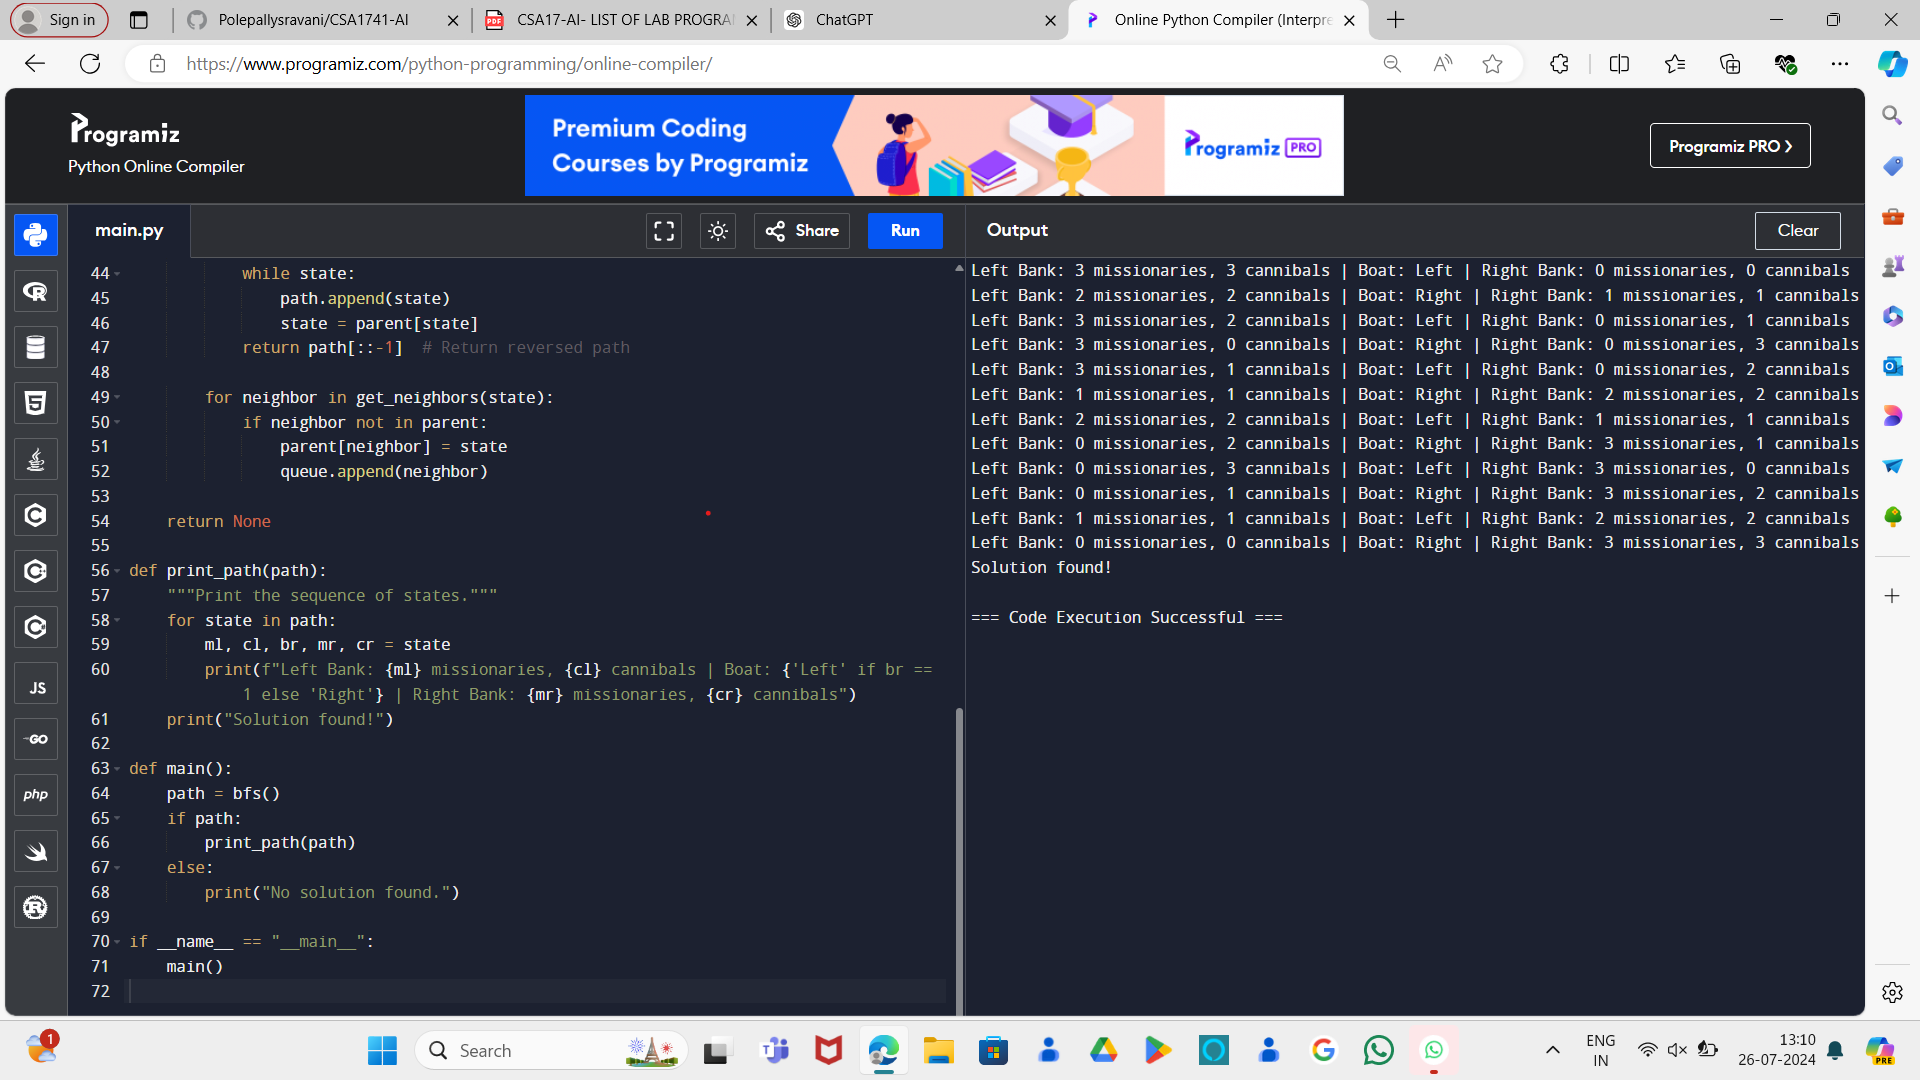 Sign in
Polepallysravani/CSA1741-AI
CSA17-AI- LIST OF LAB PROGRA
ChatGPT
Online Python Compiler (Interpre
https://www.programiz.com/python-programming/online-compiler/
Programiz
Python Online Compiler
Premium Coding
Courses by Programiz
Programiz PRO
Programiz PRO
main.py
Share
Run
Output
Clear
44 while state:
45 path.append(state)
46 state = parent[state]
47 return path[::-1]  # Return reversed path
48
49 for neighbor in get_neighbors(state):
50 if neighbor not in parent:
51 parent[neighbor] = state
52 queue.append(neighbor)
53
54 return None
55
56 def print_path(path):
57 """Print the sequence of states."""
58 for state in path:
59 ml, cl, br, mr, cr = state
60 print(f"Left Bank: {ml} missionaries, {cl} cannibals | Boat: {'Left' if br ==
1 else 'Right'} | Right Bank: {mr} missionaries, {cr} cannibals")
61 print("Solution found!")
62
63 def main():
64 path = bfs()
65 if path:
66 print_path(path)
67 else:
68 print("No solution found.")
69
70 if __name__ == "__main__":
71 main()
72
Left Bank: 3 missionaries, 3 cannibals | Boat: Left | Right Bank: 0 missionaries, 0 cannibals
Left Bank: 2 missionaries, 2 cannibals | Boat: Right | Right Bank: 1 missionaries, 1 cannibals
Left Bank: 3 missionaries, 2 cannibals | Boat: Left | Right Bank: 0 missionaries, 1 cannibals
Left Bank: 3 missionaries, 0 cannibals | Boat: Right | Right Bank: 0 missionaries, 3 cannibals
Left Bank: 3 missionaries, 1 cannibals | Boat: Left | Right Bank: 0 missionaries, 2 cannibals
Left Bank: 1 missionaries, 1 cannibals | Boat: Right | Right Bank: 2 missionaries, 2 cannibals
Left Bank: 2 missionaries, 2 cannibals | Boat: Left | Right Bank: 1 missionaries, 1 cannibals
Left Bank: 0 missionaries, 2 cannibals | Boat: Right | Right Bank: 3 missionaries, 1 cannibals
Left Bank: 0 missionaries, 3 cannibals | Boat: Left | Right Bank: 3 missionaries, 0 cannibals
Left Bank: 0 missionaries, 1 cannibals | Boat: Right | Right Bank: 3 missionaries, 2 cannibals
Left Bank: 1 missionaries, 1 cannibals | Boat: Left | Right Bank: 2 missionaries, 2 cannibals
Left Bank: 0 missionaries, 0 cannibals | Boat: Right | Right Bank: 3 missionaries, 3 cannibals
Solution found!
=== Code Execution Successful ===
JS
GO
php
1
Search
ENG
IN
13:10
26-07-2024
PRE